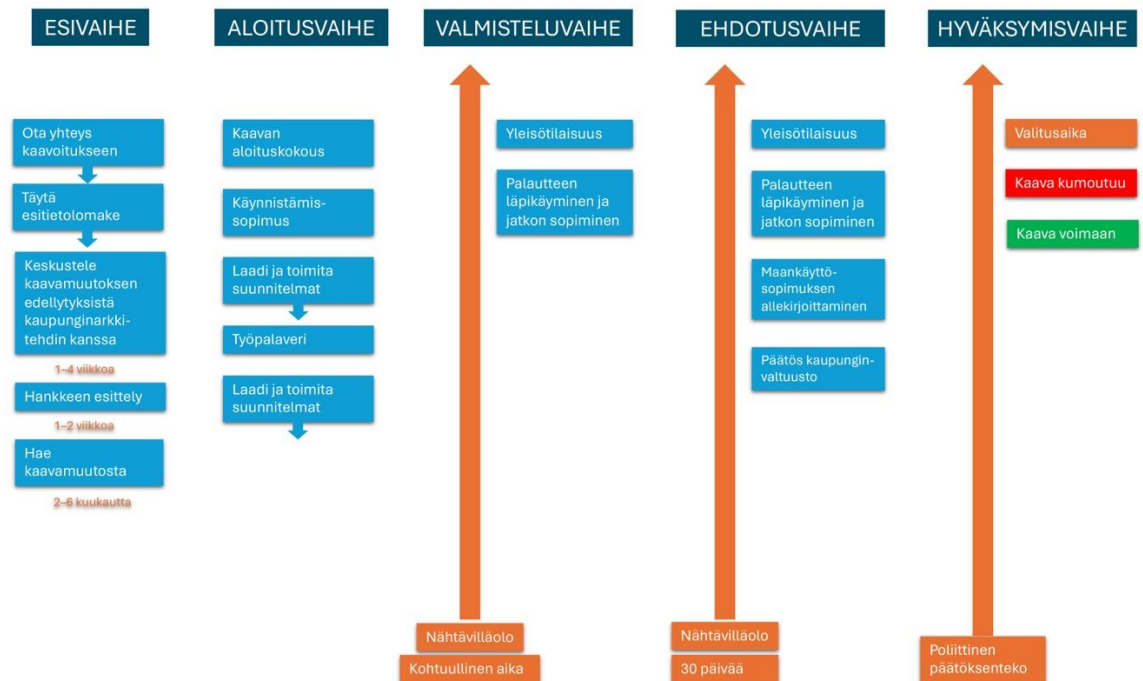 ESIVAIHE
Ota yhteys
kaavoitukseen
Täytä
esitietolomake
Keskustele
kaavamuutoksen
edellytyksistä
kaupunginarkki-
tehdin kanssa
1–4 viikkoa
Hankkeen esittely
1–2 viikkoa
Hae
kaavamuutosta
2–6 kuukautta
ALOITUSVAIHE
Kaavan
aloituskokous
Käynnistämis-
sopimus
Laadi ja toimita
suunnitelmat
Työpalaveri
Laadi ja toimita
suunnitelmat
VALMISTELUVAIHE
Yleisötilaisuus
Palautteen
läpikäyminen ja
jatkon sopiminen
Nähtävilläolo
Kohtuullinen aika
EHDOTUSVAIHE
Yleisötilaisuus
Palautteen
läpikäyminen ja
jatkon sopiminen
Maankäyttö-
sopimuksen
allekirjoittaminen
Päätös kaupungin-
valtuusto
Nähtävilläolo
30 päivää
HYVÄKSYMISVAIHE
Valitusaika
Kaava kumoutuu
Kaava voimaan
Poliittinen
päätöksenteko